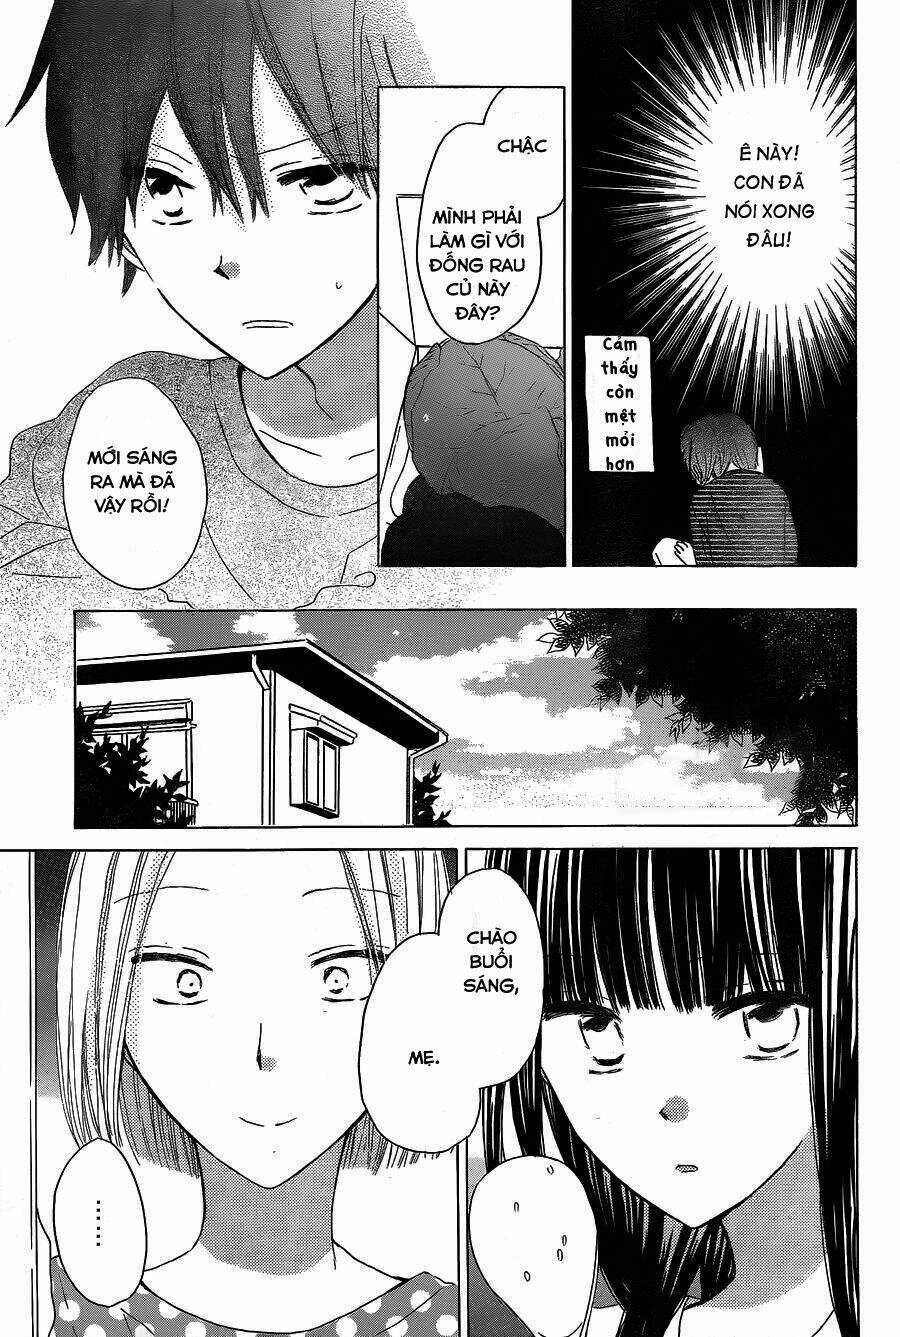 Ê NÀY!
CON ĐÃ
NÓI XONG
ĐÂU!
Cảm
thấy
còn
mệt
mỏi
hơn
CHẬC
MÌNH PHẢI
LÀM GÌ VỚI
ĐỐNG RAU
CỦ NÀY
ĐÂY?
MỚI SÁNG
RA MÀ ĐÃ
VẬY RỒI!
CHÀO
BUỔI
SÁNG,
MẸ.
......